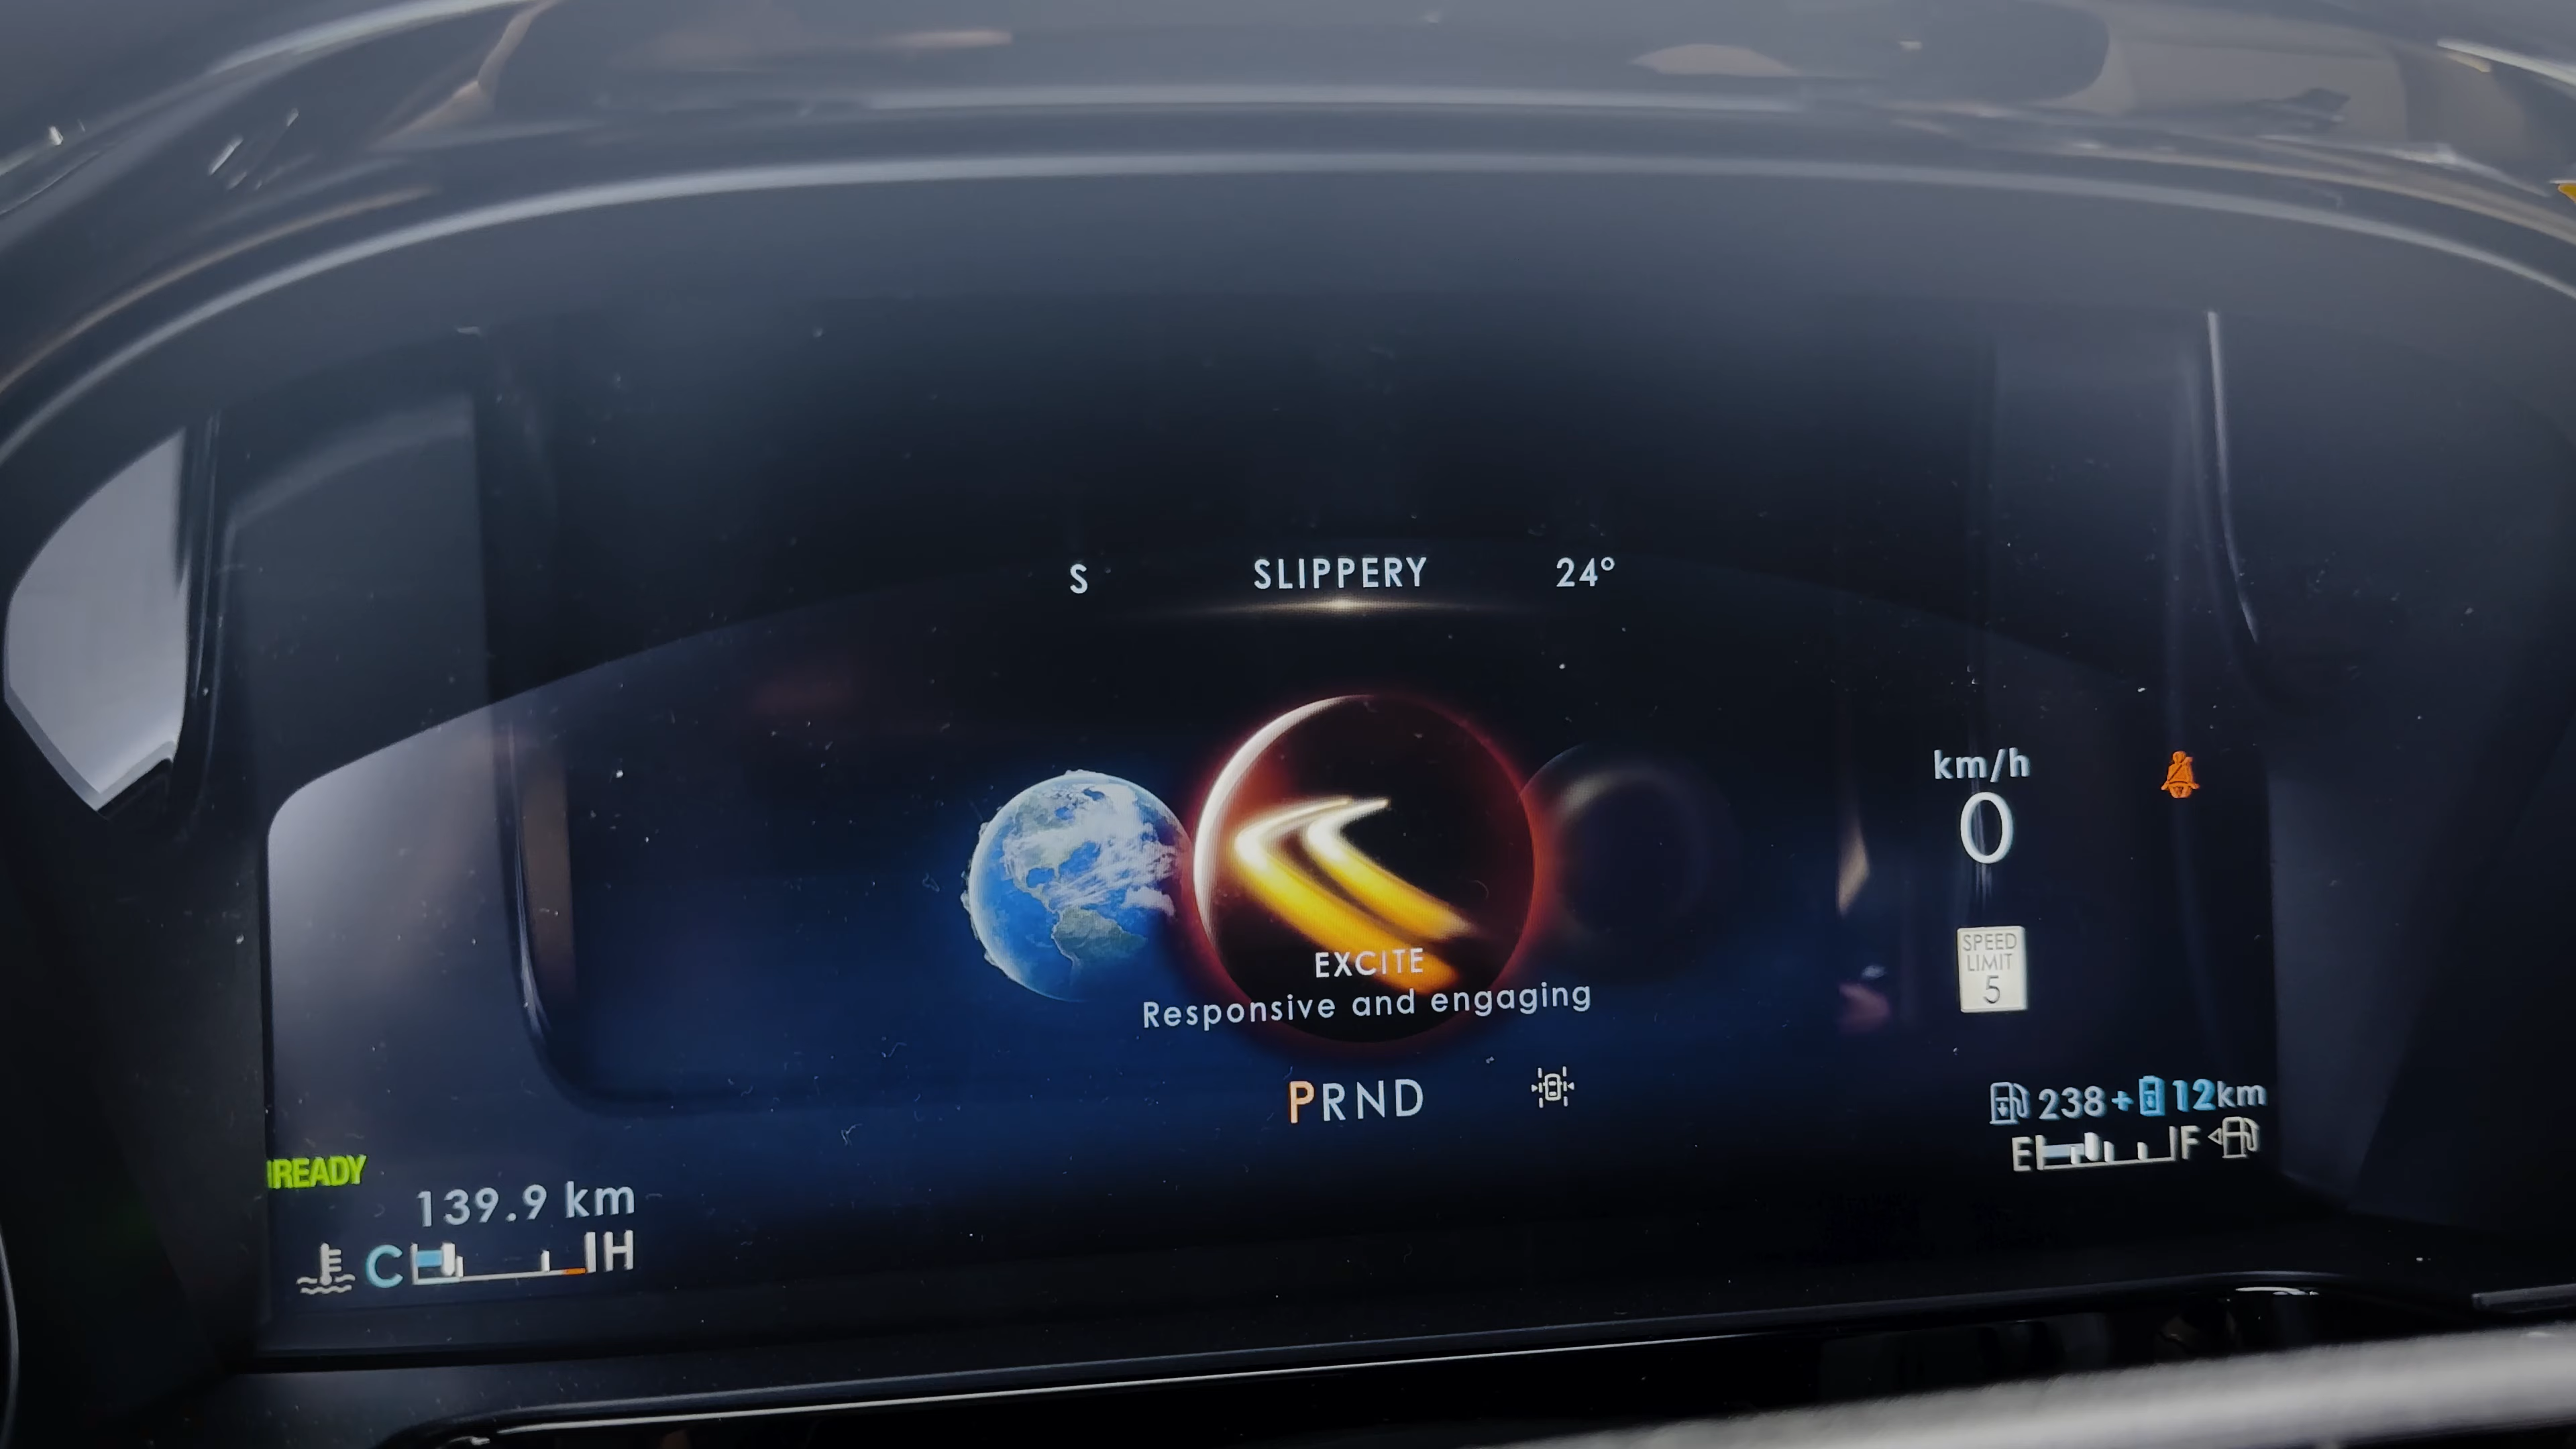 S SLIPPERY 24°
km/h
0
EXCITE
Responsive and engaging
SPEED
LIMIT
5
PRND
238+12km
E F
READY
139.9 km
C H